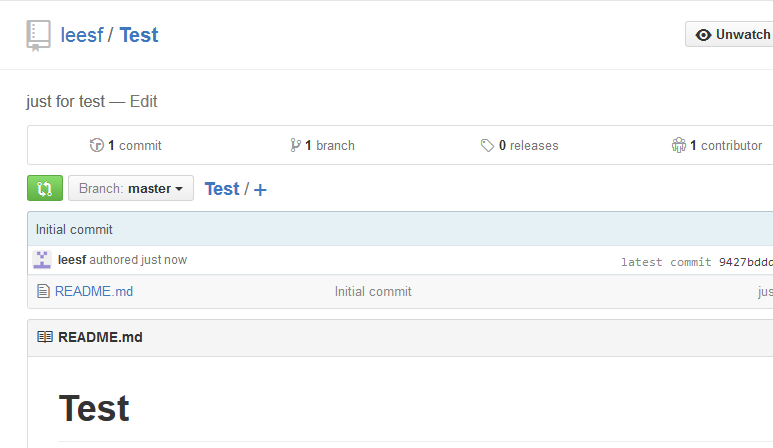 leesf / Test
Unwatch
just for test — Edit
1 commit 1 branch 0 releases 1 contributor
Branch: master Test / +
Initial commit
leesf authored just now latest commit 9427bddd
README.md Initial commit jus
README.md
Test